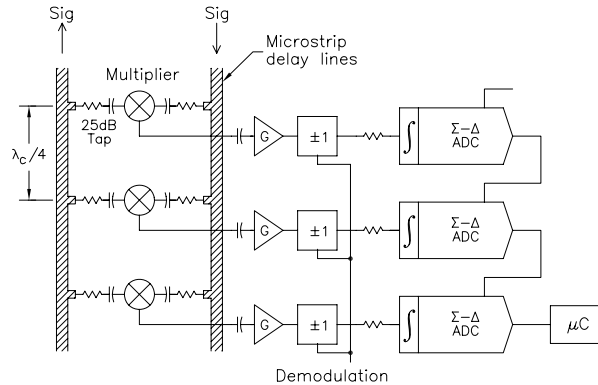 Sig
Sig
Microstrip
delay lines
Multiplier
25dB
Tap
λc/4
G
±1
∫
Σ−Δ
ADC
G
±1
∫
Σ−Δ
ADC
G
±1
∫
Σ−Δ
ADC
μC
Demodulation